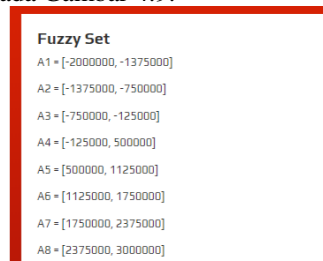 Fuzzy Set
A1 = [-2000000, -1375000]
A2 = [-1375000, -750000]
A3 = [-750000, -125000]
A4 = [-125000, 500000]
A5 = [500000, 1125000]
A6 = [1125000, 1750000]
A7 = [1750000, 2375000]
A8 = [2375000, 3000000]